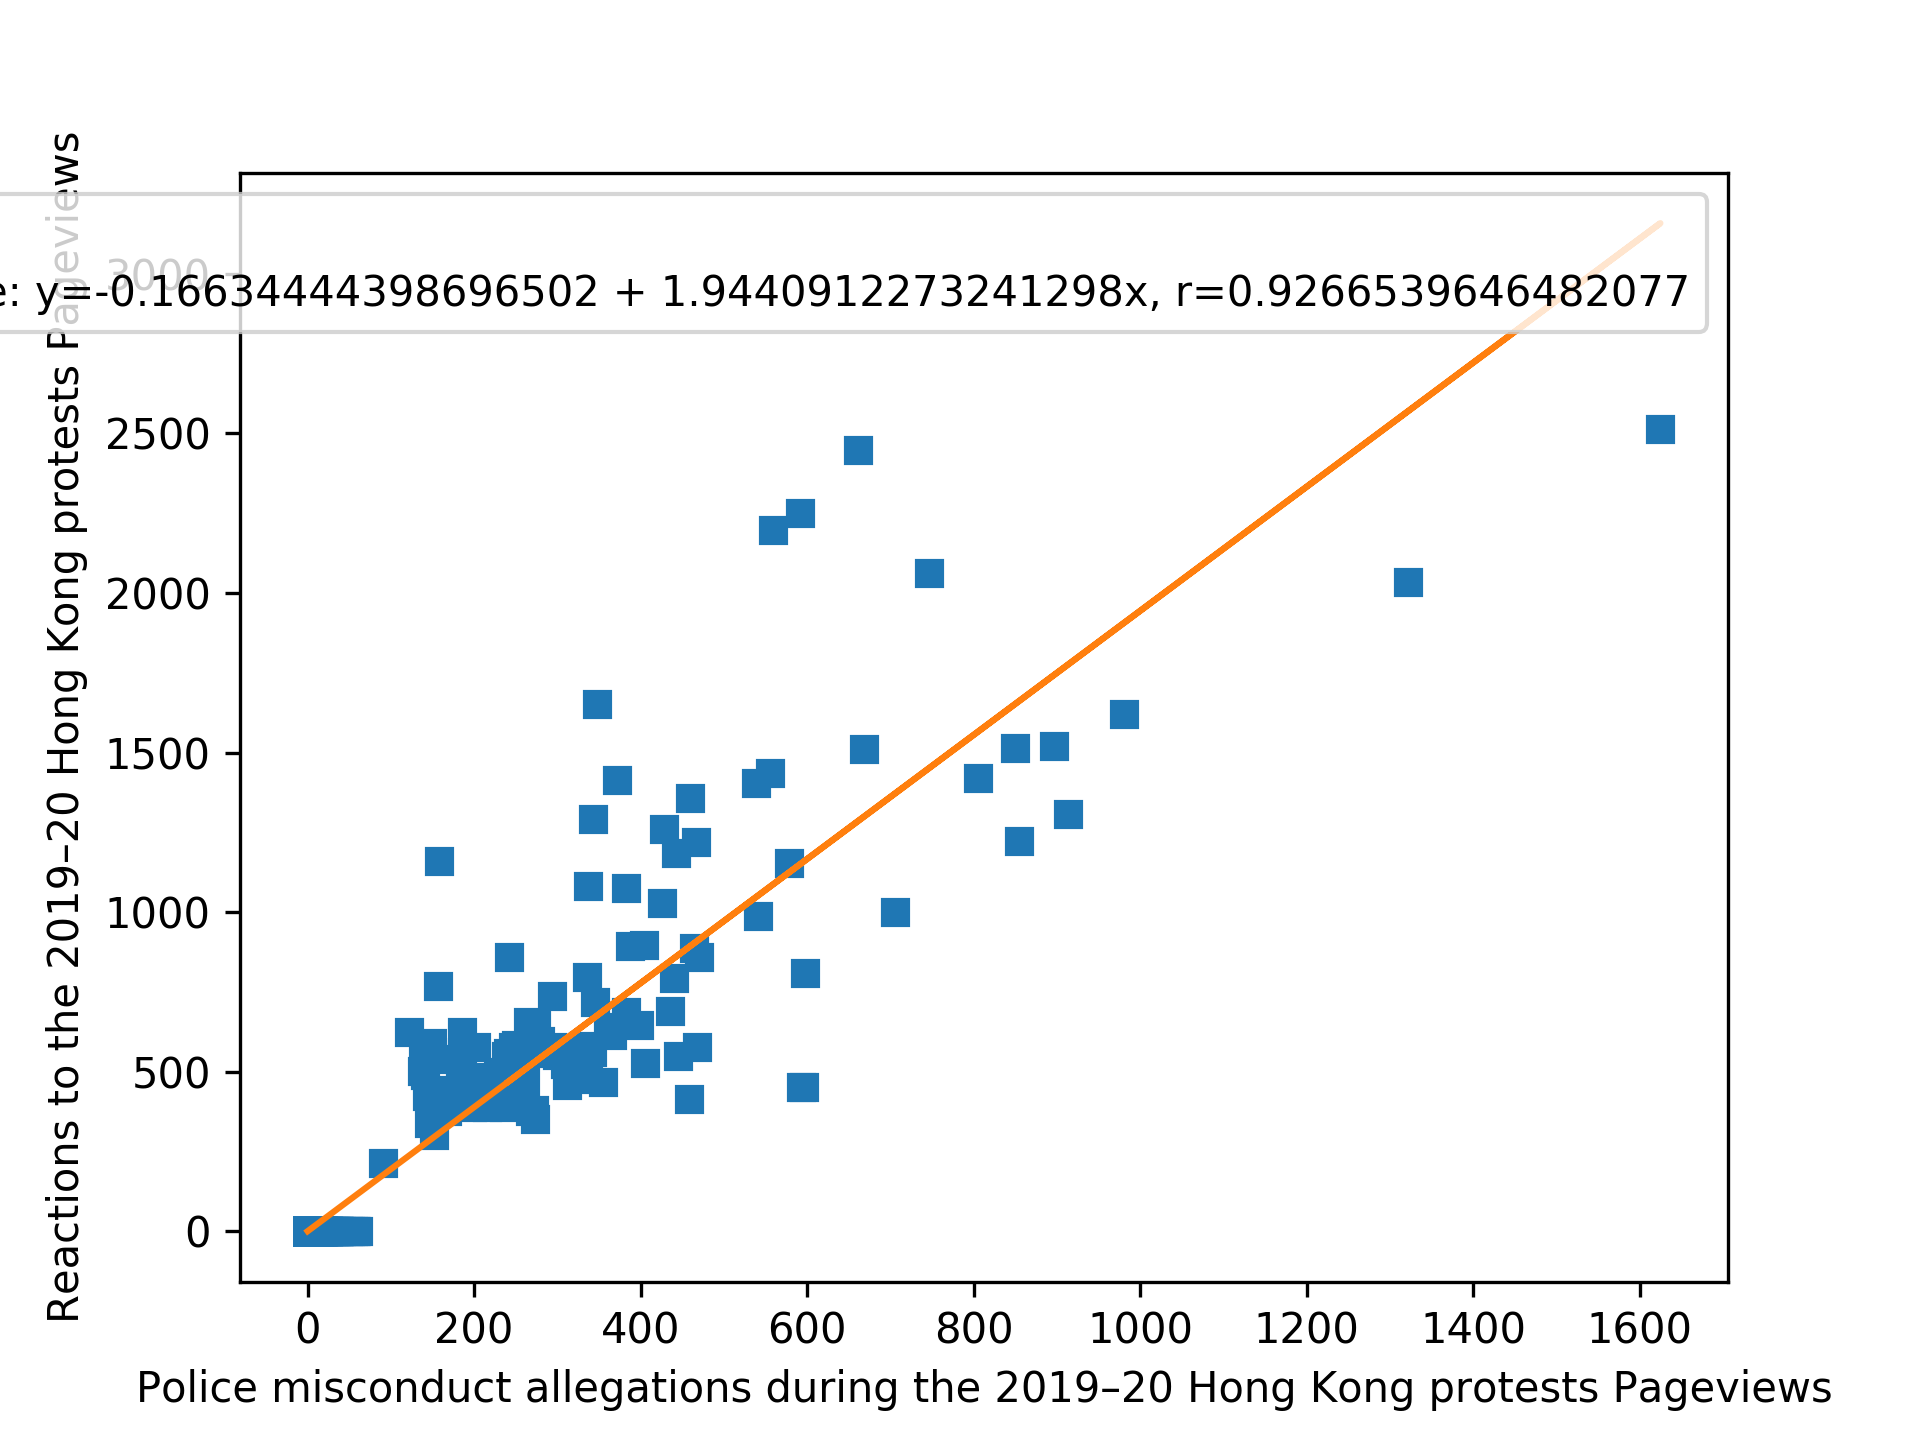 Reactions to the 2019–20 Hong Kong protests Pageviews
3000
e: y=-0.16634444398696502 + 1.9440912273241298x, r=0.9266539646482077
2500
2000
1500
1000
500
0
0 200 400 600 800 1000 1200 1400 1600
Police misconduct allegations during the 2019–20 Hong Kong protests Pageviews